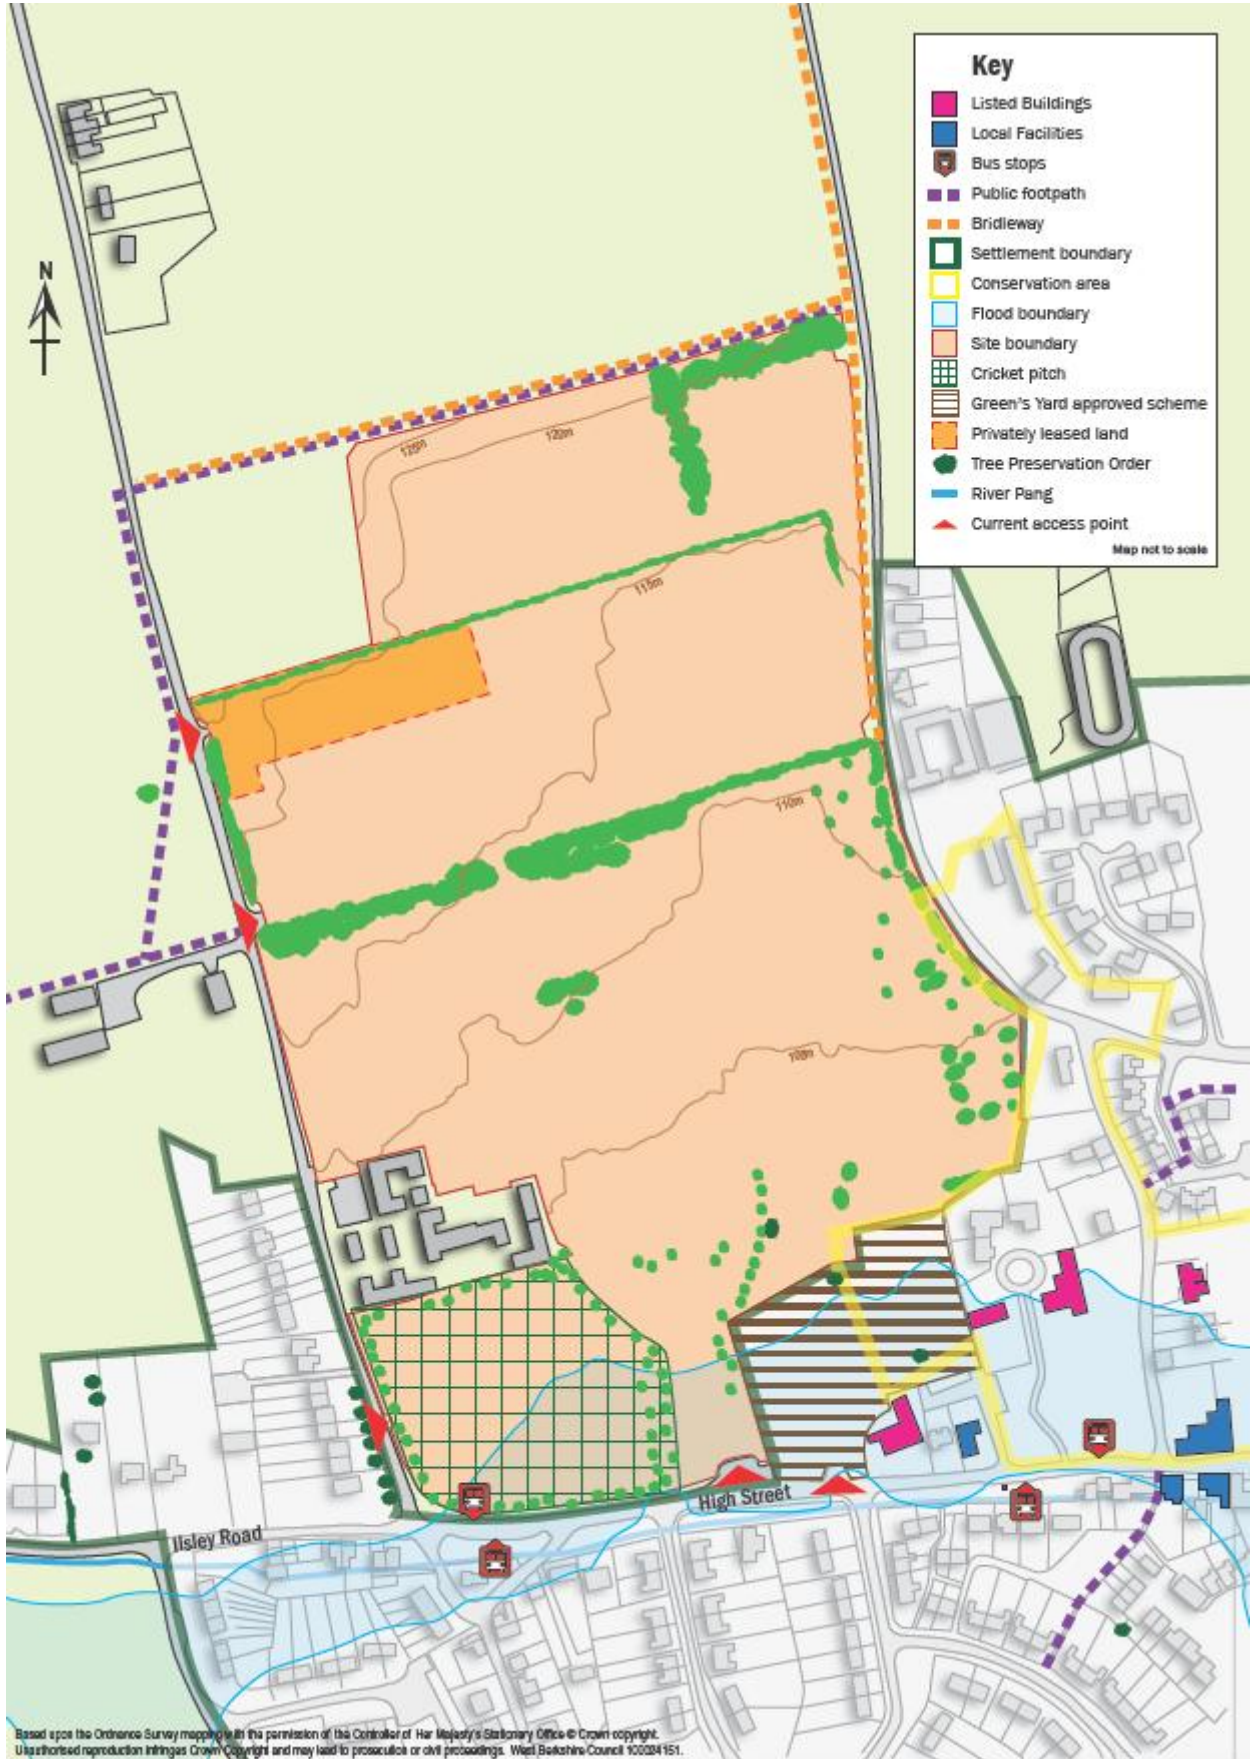 Key
Listed Buildings
Local Facilities
Bus stops
Public footpath
Bridleway
Settlement boundary
Conservation area
Flood boundary
Site boundary
Cricket pitch
Green's Yard approved scheme
Privately leased land
Tree Preservation Order
River Pang
Current access point
Map not to scale
N
125m
120m
115m
110m
High Street
Ilsley Road
Based upon the Ordnance Survey mapping with the permission of the Controller of Her Majesty's Stationary Office © Crown copyright.
Unauthorised reproduction infringes Crown Copyright and may lead to prosecution or civil proceedings. West Berkshire Council 100024151.